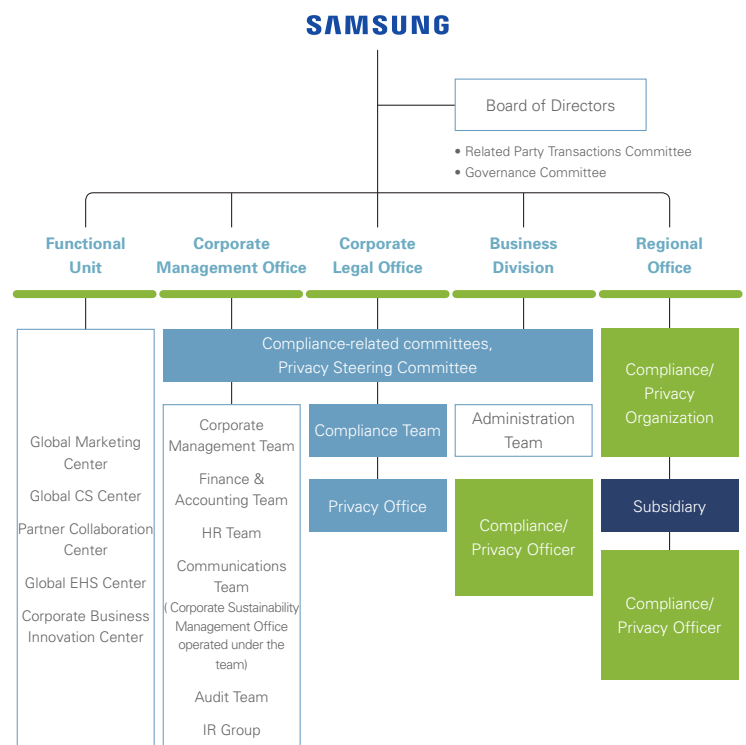 SAMSUNG
Board of Directors
• Related Party Transactions Committee
• Governance Committee
Functional
Unit
Corporate
Management Office
Corporate
Legal Office
Business
Division
Regional
Office
Compliance-related committees,
Privacy Steering Committee
Global Marketing
Center
Global CS Center
Partner Collaboration
Center
Global EHS Center
Corporate Business
Innovation Center
Corporate
Management Team
Finance &
Accounting Team
HR Team
Communications
Team
( Corporate Sustainability
Management Office
operated under the
team)
Audit Team
IR Group
Compliance Team
Privacy Office
Administration
Team
Compliance/
Privacy Officer
Compliance/
Privacy
Organization
Subsidiary
Compliance/
Privacy Officer